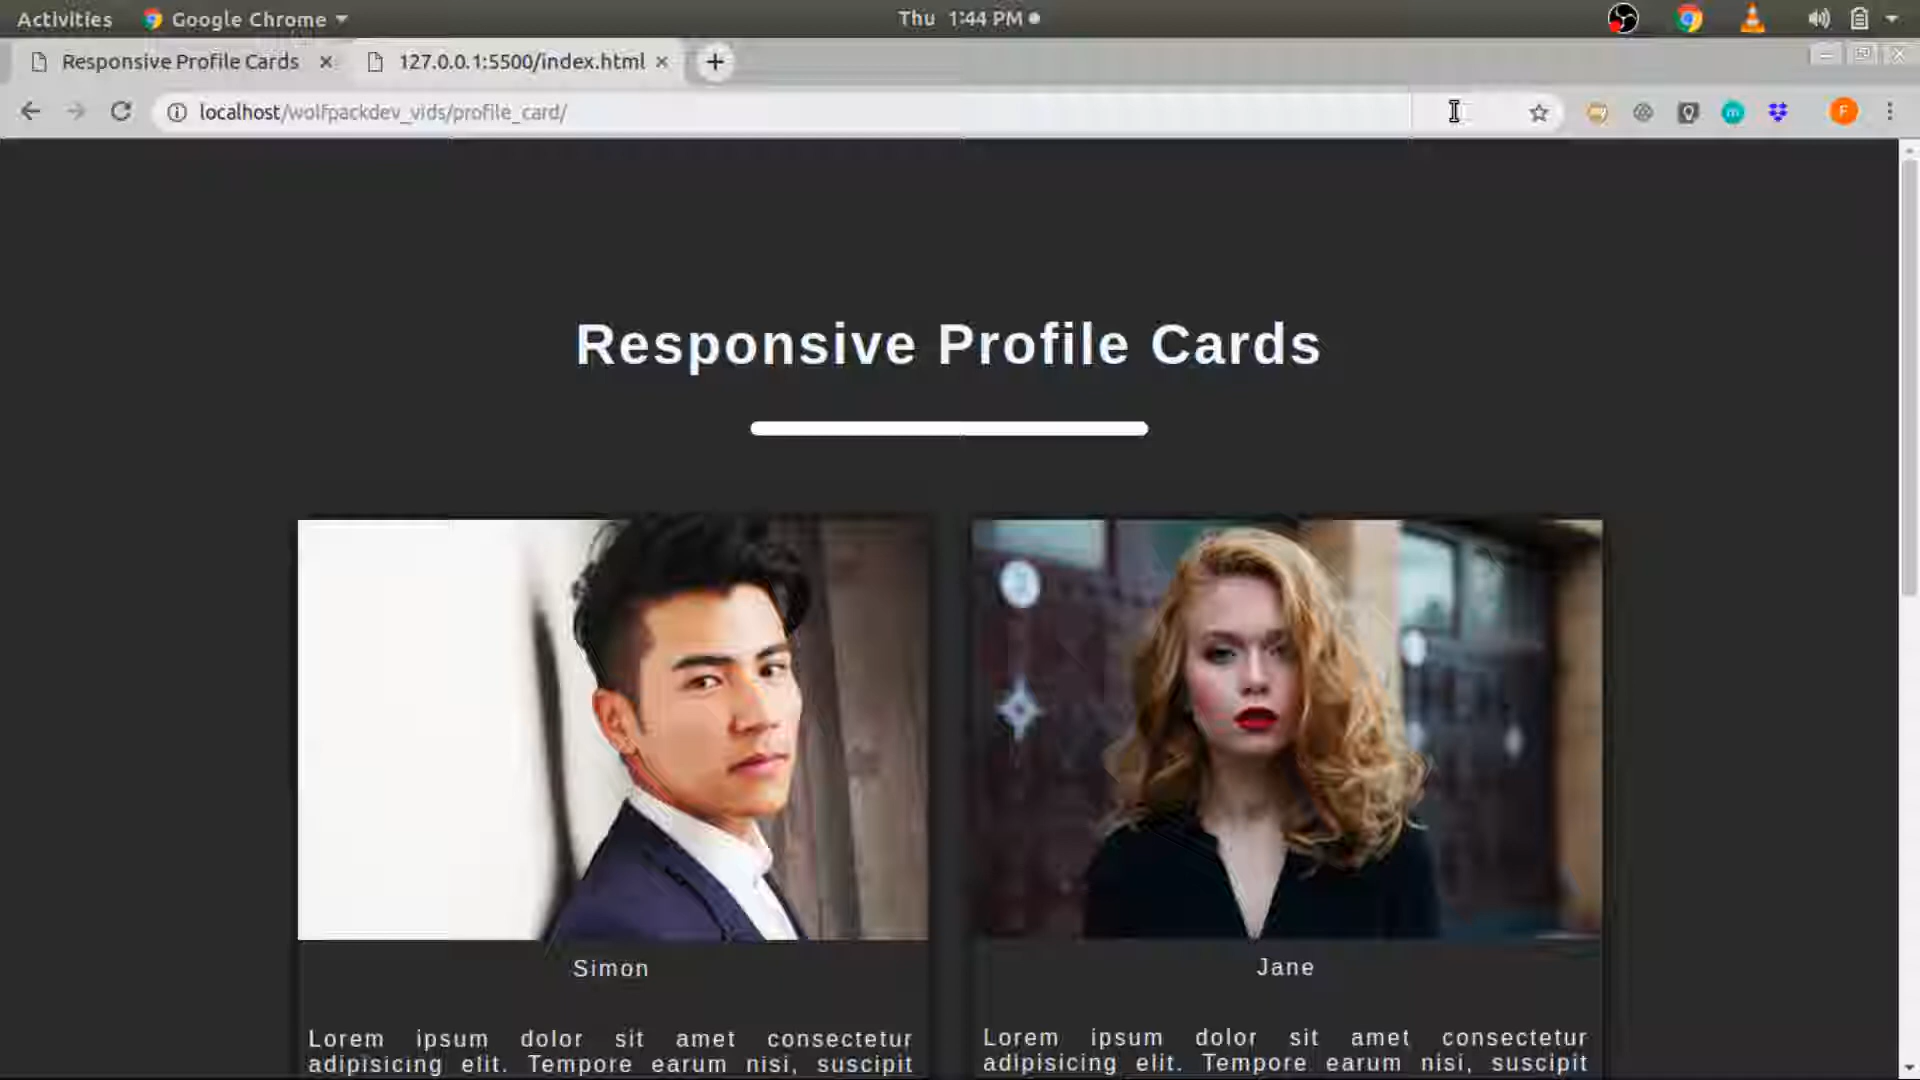 Activities Google Chrome Thu 1:44 PM
Responsive Profile Cards 127.0.0.1:5500/index.html
localhost/wolfpackdev_vids/profile_card/ m F
Responsive Profile Cards
Simon
Lorem ipsum dolor sit amet consectetur
adipisicing elit. Tempore earum nisi, suscipit
Jane
Lorem ipsum dolor sit amet consectetur
adipisicing elit. Tempore earum nisi, suscipit